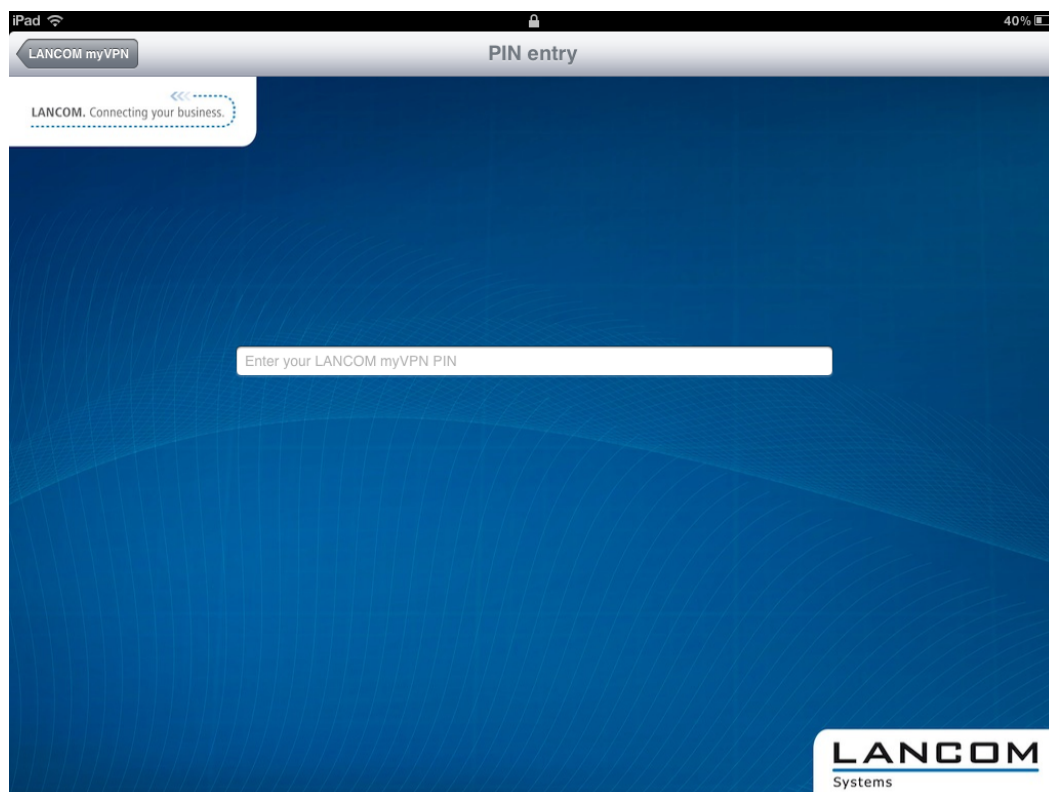 iPad 40%
LANCOM myVPN PIN entry
LANCOM. Connecting your business.
Enter your LANCOM myVPN PIN
LANCOM
Systems